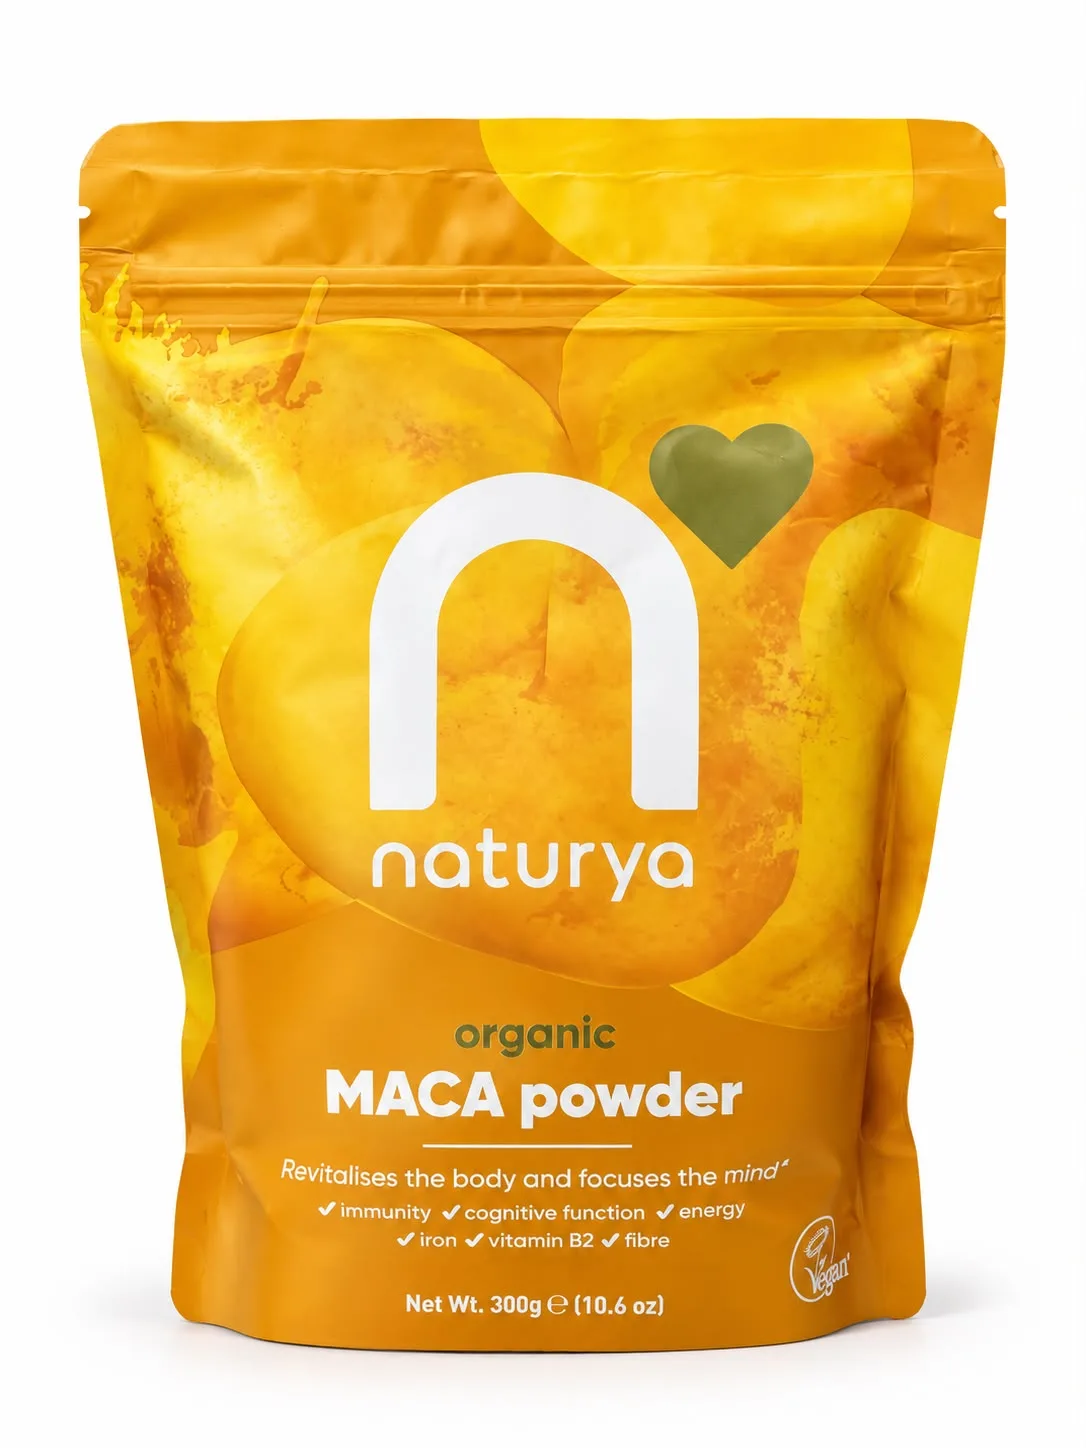 n
naturya
organic
MACA powder
Revitalises the body and focuses the mind"
✓ immunity ✓ cognitive function ✓ energy
✓ iron ✓ vitamin B2 ✓ fibre
Vegan
Net Wt. 300g ℮ (10.6 oz)